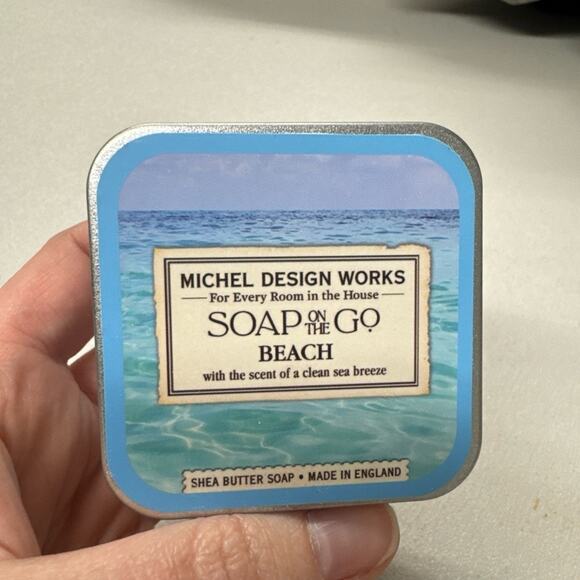 MICHEL DESIGN WORKS
For Every Room in the House
SOAP ON THE GO
BEACH
with the scent of a clean sea breeze
SHEA BUTTER SOAP • MADE IN ENGLAND